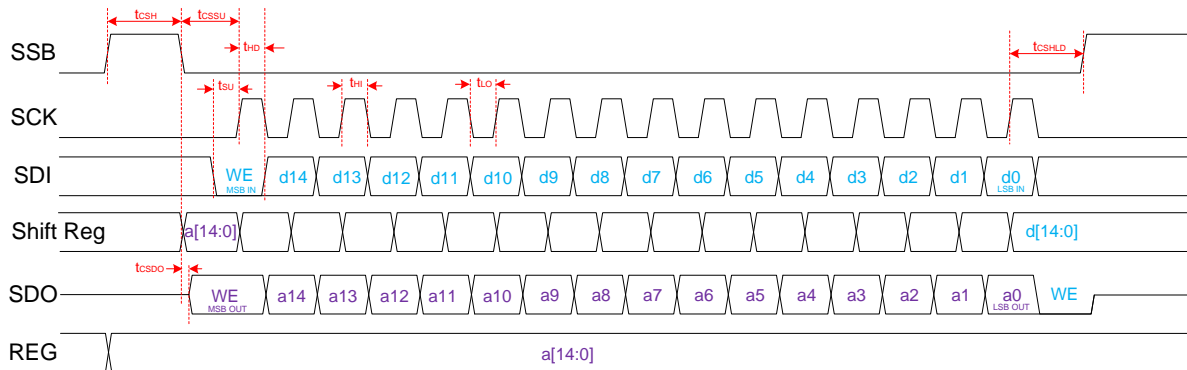 tCSH tCSSU tHD tCSHLD
SSB
tSU tHI tLO
SCK
SDI WE d14 d13 d12 d11 d10 d9 d8 d7 d6 d5 d4 d3 d2 d1 d0
MSB IN LSB IN
Shift Reg a[14:0] d[14:0]
tCSDO
SDO WE a14 a13 a12 a11 a10 a9 a8 a7 a6 a5 a4 a3 a2 a1 a0 WE
MSB OUT LSB OUT
REG a[14:0]